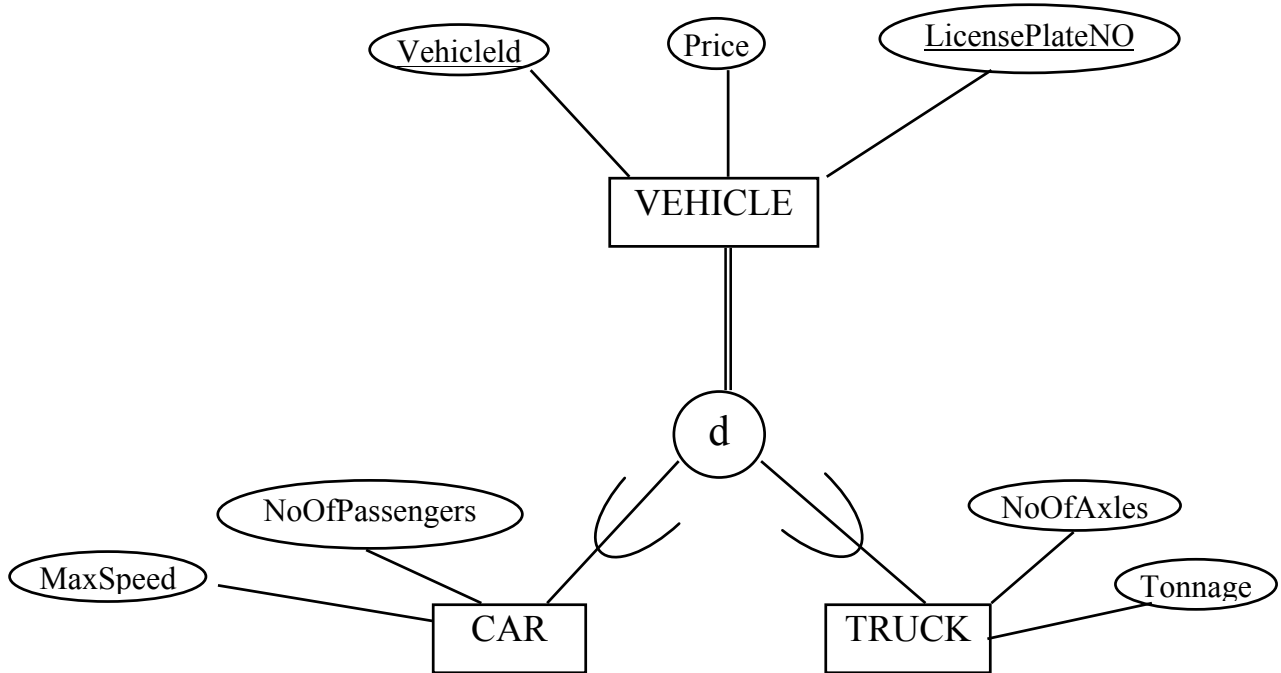 VehicleId
Price
LicensePlateNO
VEHICLE
d
NoOfPassengers
NoOfAxles
MaxSpeed
Tonnage
CAR
TRUCK